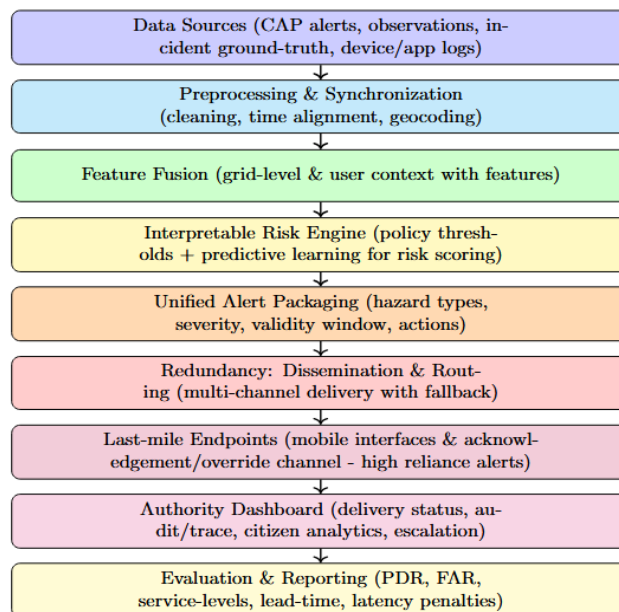 Data Sources (CAP alerts, observations, in-
cident ground-truth, device/app logs)
Preprocessing & Synchronization
(cleaning, time alignment, geocoding)
Feature Fusion (grid-level & user context with features)
Interpretable Risk Engine (policy thresh-
olds + predictive learning for risk scoring)
Unified Alert Packaging (hazard types,
severity, validity window, actions)
Redundancy: Dissemination & Rout-
ing (multi-channel delivery with fallback)
Last-mile Endpoints (mobile interfaces & acknowl-
edgement/override channel - high reliance alerts)
Authority Dashboard (delivery status, au-
dit/trace, citizen analytics, escalation)
Evaluation & Reporting (PDR, FAR,
service-levels, lead-time, latency penalties)